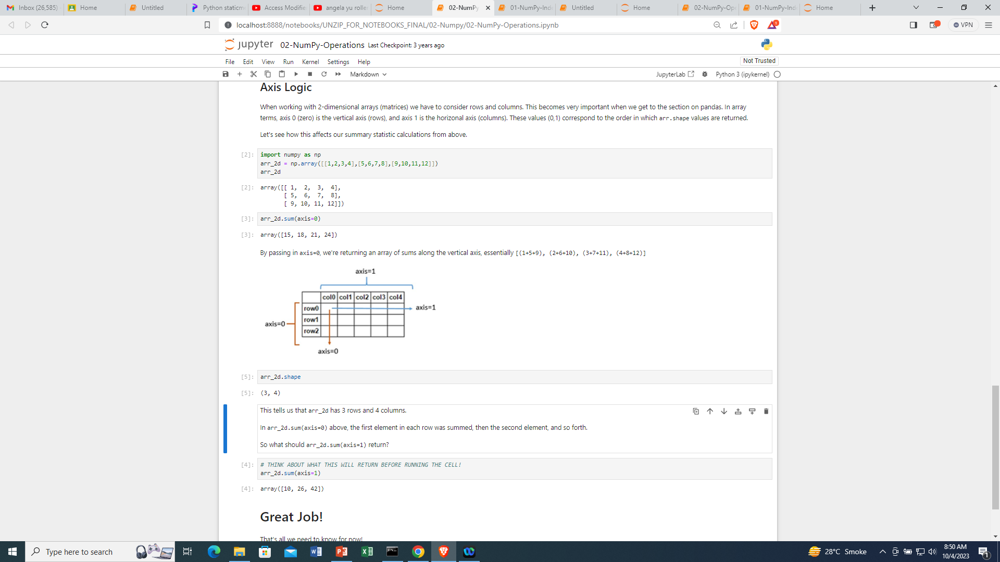 Inbox (26,585)
Home
Untitled
Python staticm
Access Modifie
angela yu roller
Home
02-NumPy
01-NumPy-Inde
Untitled
Home
02-NumPy-Ope
01-NumPy-Inde
Home
localhost:8888/notebooks/UNZIP_FOR_NOTEBOOKS_FINAL/02-Numpy/02-NumPy-Operations.ipynb
1
VPN
jupyter 02-NumPy-Operations Last Checkpoint: 3 years ago
File Edit View Run Kernel Settings Help
Not Trusted
Markdown
JupyterLab
Python 3 (ipykernel)
Axis Logic
When working with 2-dimensional arrays (matrices) we have to consider rows and columns. This becomes very important when we get to the section on pandas. In array
terms, axis 0 (zero) is the vertical axis (rows), and axis 1 is the horizonal axis (columns). These values (0,1) correspond to the order in which arr.shape values are returned.
Let's see how this affects our summary statistic calculations from above.
[2]: import numpy as np
arr_2d = np.array([[1,2,3,4],[5,6,7,8],[9,10,11,12]])
arr_2d
[2]: array([[ 1, 2, 3, 4],
[ 5, 6, 7, 8],
[ 9, 10, 11, 12]])
[3]: arr_2d.sum(axis=0)
[3]: array([15, 18, 21, 24])
By passing in axis=0, we're returning an array of sums along the vertical axis, essentially [(1+5+9), (2+6+10), (3+7+11), (4+8+12)]
axis=1
col0 col1 col2 col3 col4
row0
axis=1
row1
axis=0
row2
axis=0
[5]: arr_2d.shape
[5]: (3, 4)
This tells us that arr_2d has 3 rows and 4 columns.
In arr_2d.sum(axis=0) above, the first element in each row was summed, then the second element, and so forth.
So what should arr_2d.sum(axis=1) return?
[4]: # THINK ABOUT WHAT THIS WILL RETURN BEFORE RUNNING THE CELL!
arr_2d.sum(axis=1)
[4]: array([10, 26, 42])
Great Job!
That's all we need to know for now!
Type here to search
28°C Smoke
8:50 AM
10/4/2023
1